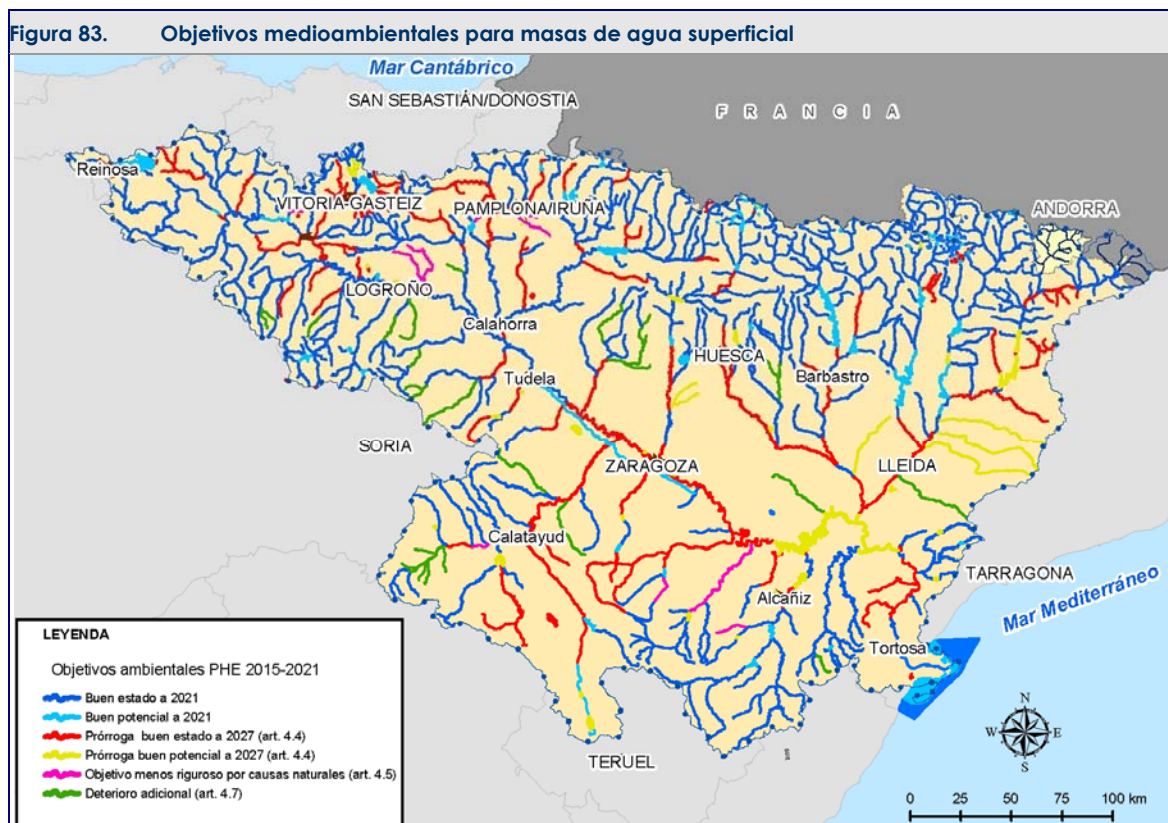 Figura 83. Objetivos medioambientales para masas de agua superficial
Mar Cantábrico
SAN SEBASTIÁN/DONOSTIA
FRANCIA
Reinosa
VITORIA-GASTEIZ
PAMPLONA/IRUÑA
ANDORRA
LOGROÑO
Calahorra
HUESCA
Barbastro
Tudela
SORIA
ZARAGOZA
LLEIDA
Calatayud
TARRAGONA
Alcañiz
Mar Mediterráneo
Tortosa
TERUEL
LEYENDA
Objetivos ambientales PHE 2015-2021
Buen estado a 2021
Buen potencial a 2021
Prórroga buen estado a 2027 (art. 4.4)
Prórroga buen potencial a 2027 (art. 4.4)
Objetivo menos riguroso por causas naturales (art. 4.5)
Deterioro adicional (art. 4.7)
N
W E
S
0 25 50 75 100 km